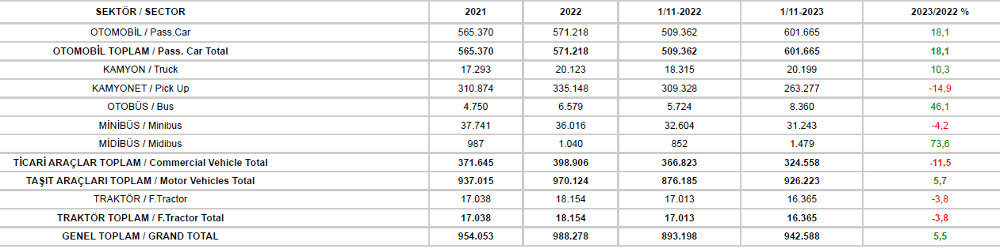 SEKTÖR / SECTOR 2021 2022 1/11-2022 1/11-2023 2023/2022 %
OTOMOBİL / Pass.Car 565.370 571.218 509.362 601.665 18,1
OTOMOBİL TOPLAM / Pass. Car Total 565.370 571.218 509.362 601.665 18,1
KAMYON / Truck 17.293 20.123 18.315 20.199 10,3
KAMYONET / Pick Up 310.874 335.148 309.328 263.277 -14,9
OTOBÜS / Bus 4.750 6.579 5.724 8.360 46,1
MİNİBÜS / Minibus 37.741 36.016 32.604 31.243 -4,2
MİDİBÜS / Midibus 987 1.040 852 1.479 73,6
TİCARİ ARAÇLAR TOPLAM / Commercial Vehicle Total 371.645 398.906 366.823 324.558 -11,5
TAŞIT ARAÇLARI TOPLAM / Motor Vehicles Total 937.015 970.124 876.185 926.223 5,7
TRAKTÖR / F.Tractor 17.038 18.154 17.013 16.365 -3,8
TRAKTÖR TOPLAM / F.Tractor Total 17.038 18.154 17.013 16.365 -3,8
GENEL TOPLAM / GRAND TOTAL 954.053 988.278 893.198 942.588 5,5